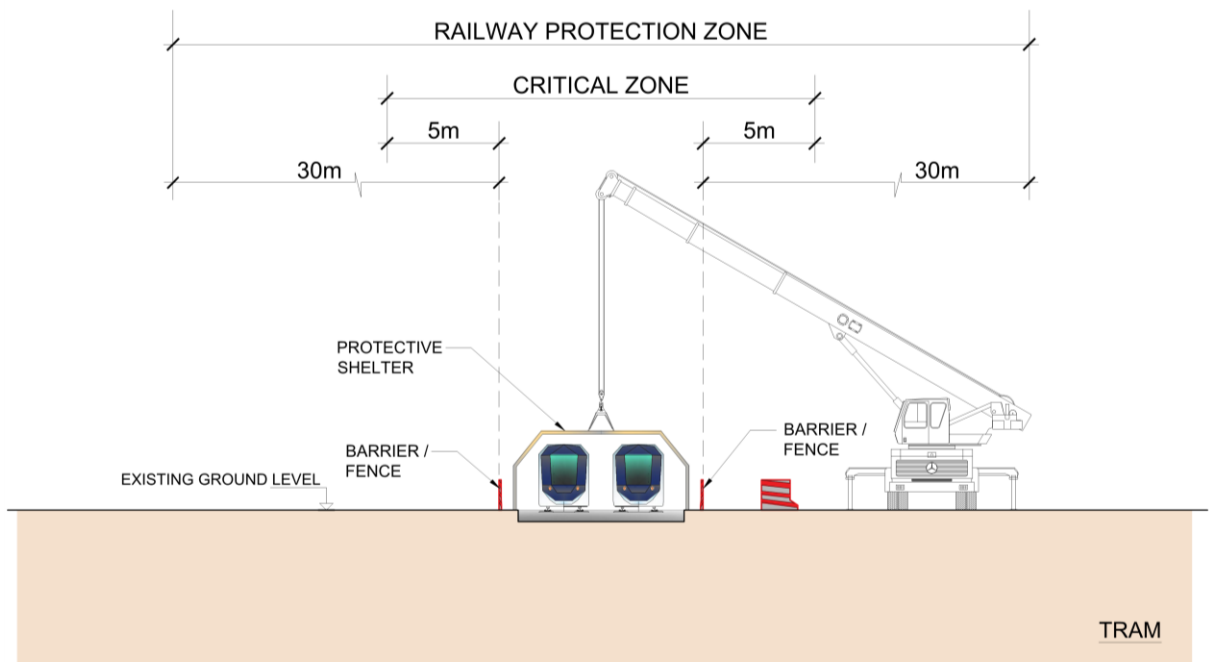 RAILWAY PROTECTION ZONE
CRITICAL ZONE
5m
5m
30m
30m
PROTECTIVE
SHELTER
BARRIER /
FENCE
BARRIER /
FENCE
EXISTING GROUND LEVEL
TRAM